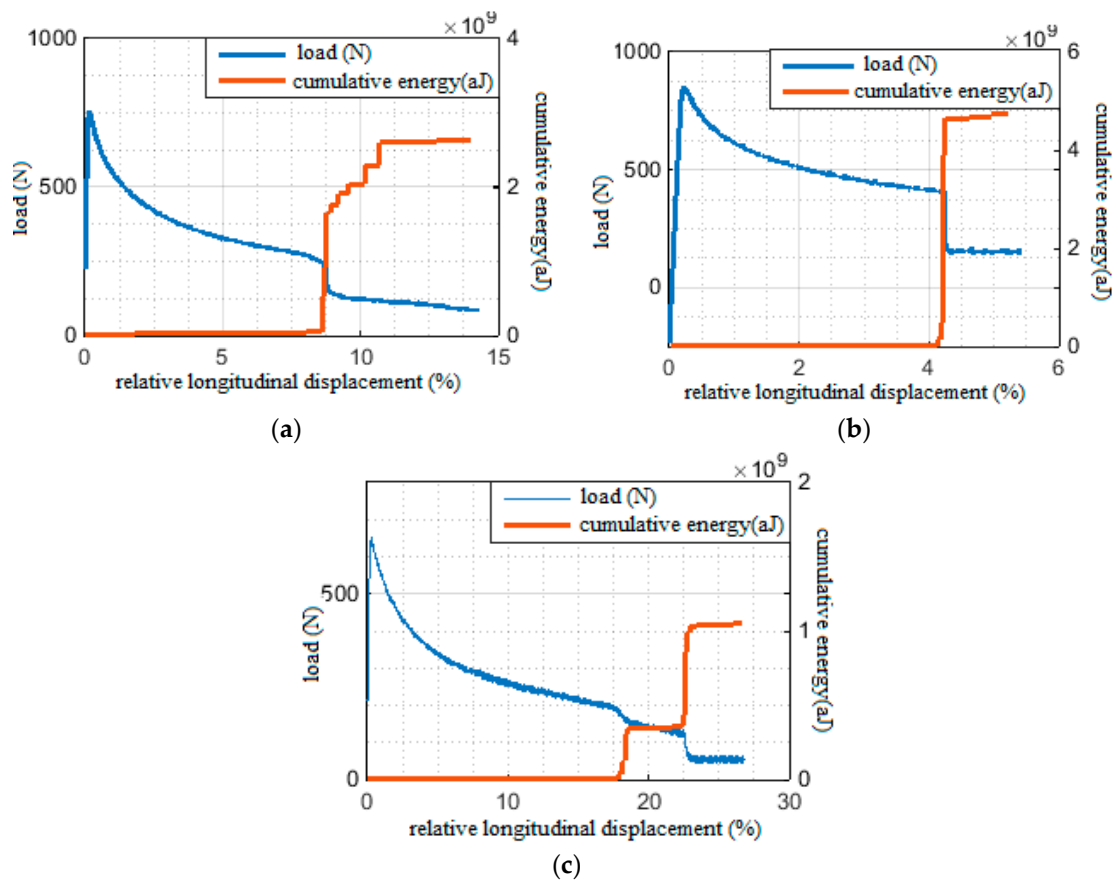 ×10⁹
1000
500
0
4
2
0
load (N)
cumulative energy(aJ)
load (N)
cumulative energy(aJ)
0 5 10 15
relative longitudinal displacement (%)
(a)
×10⁹
1000
500
0
6
4
2
0
load (N)
cumulative energy(aJ)
load (N)
cumulative energy(aJ)
0 2 4 6
relative longitudinal displacement (%)
(b)
×10⁹
500
0
2
1
0
load (N)
cumulative energy(aJ)
load (N)
cumulative energy(aJ)
0 10 20 30
relative longitudinal displacement (%)
(c)